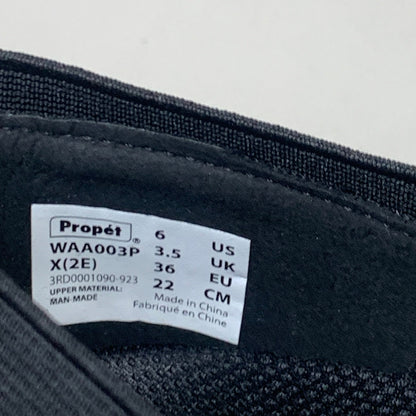 Propét® 6 US
WAA003P 3.5 UK
X(2E) 36 EU
3RD0001090-923 22 CM
UPPER MATERIAL: Made in China
MAN-MADE Fabriqué en Chine